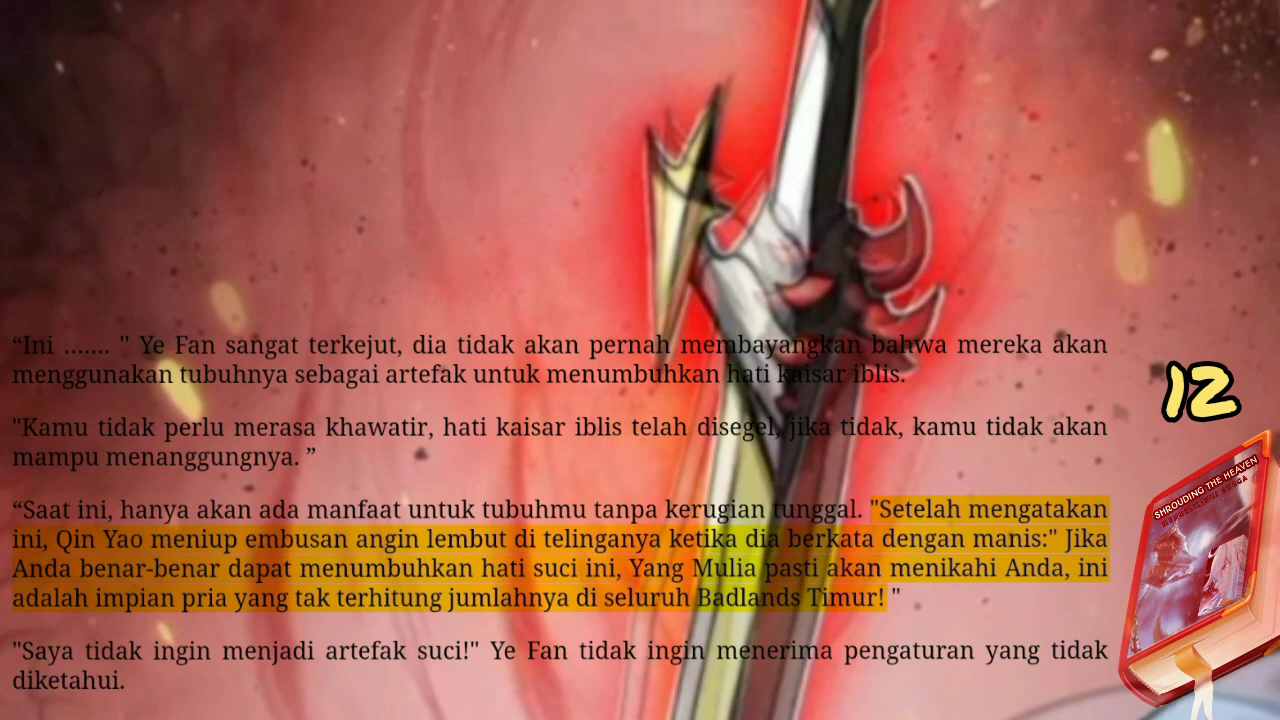 “Ini ....... " Ye Fan sangat terkejut, dia tidak akan pernah membayangkan bahwa mereka akan
menggunakan tubuhnya sebagai artefak untuk menumbuhkan hati kaisar iblis.
"Kamu tidak perlu merasa khawatir, hati kaisar iblis telah disegel, jika tidak, kamu tidak akan
mampu menanggungnya. ”
“Saat ini, hanya akan ada manfaat untuk tubuhmu tanpa kerugian tunggal. "Setelah mengatakan
ini, Qin Yao meniup embusan angin lembut di telinganya ketika dia berkata dengan manis:" Jika
Anda benar-benar dapat menumbuhkan hati suci ini, Yang Mulia pasti akan menikahi Anda, ini
adalah impian pria yang tak terhitung jumlahnya di seluruh Badlands Timur! "
"Saya tidak ingin menjadi artefak suci!" Ye Fan tidak ingin menerima pengaturan yang tidak
diketahui.
12
SHROUDING THE HEAVEN